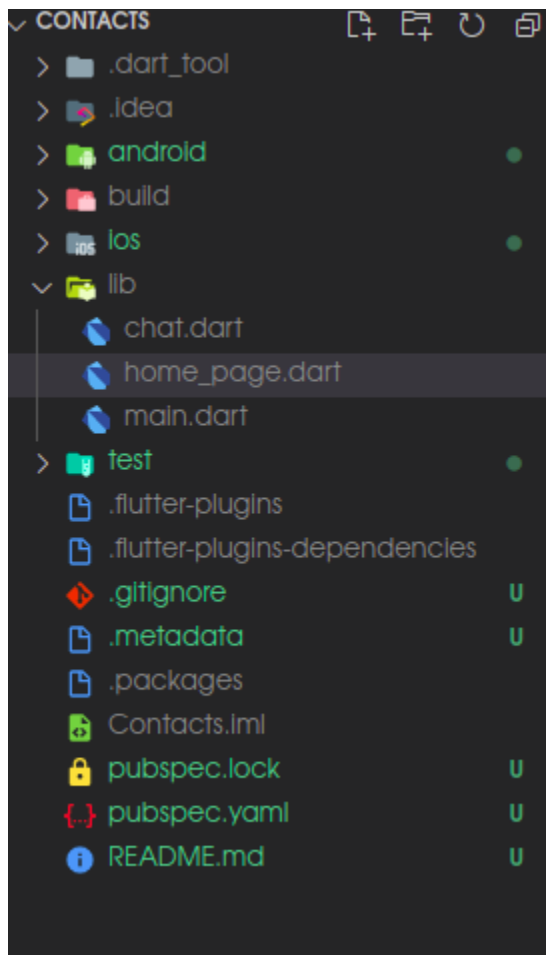 CONTACTS
.dart_tool
.idea
android
build
ios
lib
chat.dart
home_page.dart
main.dart
test
.flutter-plugins
.flutter-plugins-dependencies
.gitignore U
.metadata U
.packages
Contacts.iml
pubspec.lock U
pubspec.yaml U
README.md U